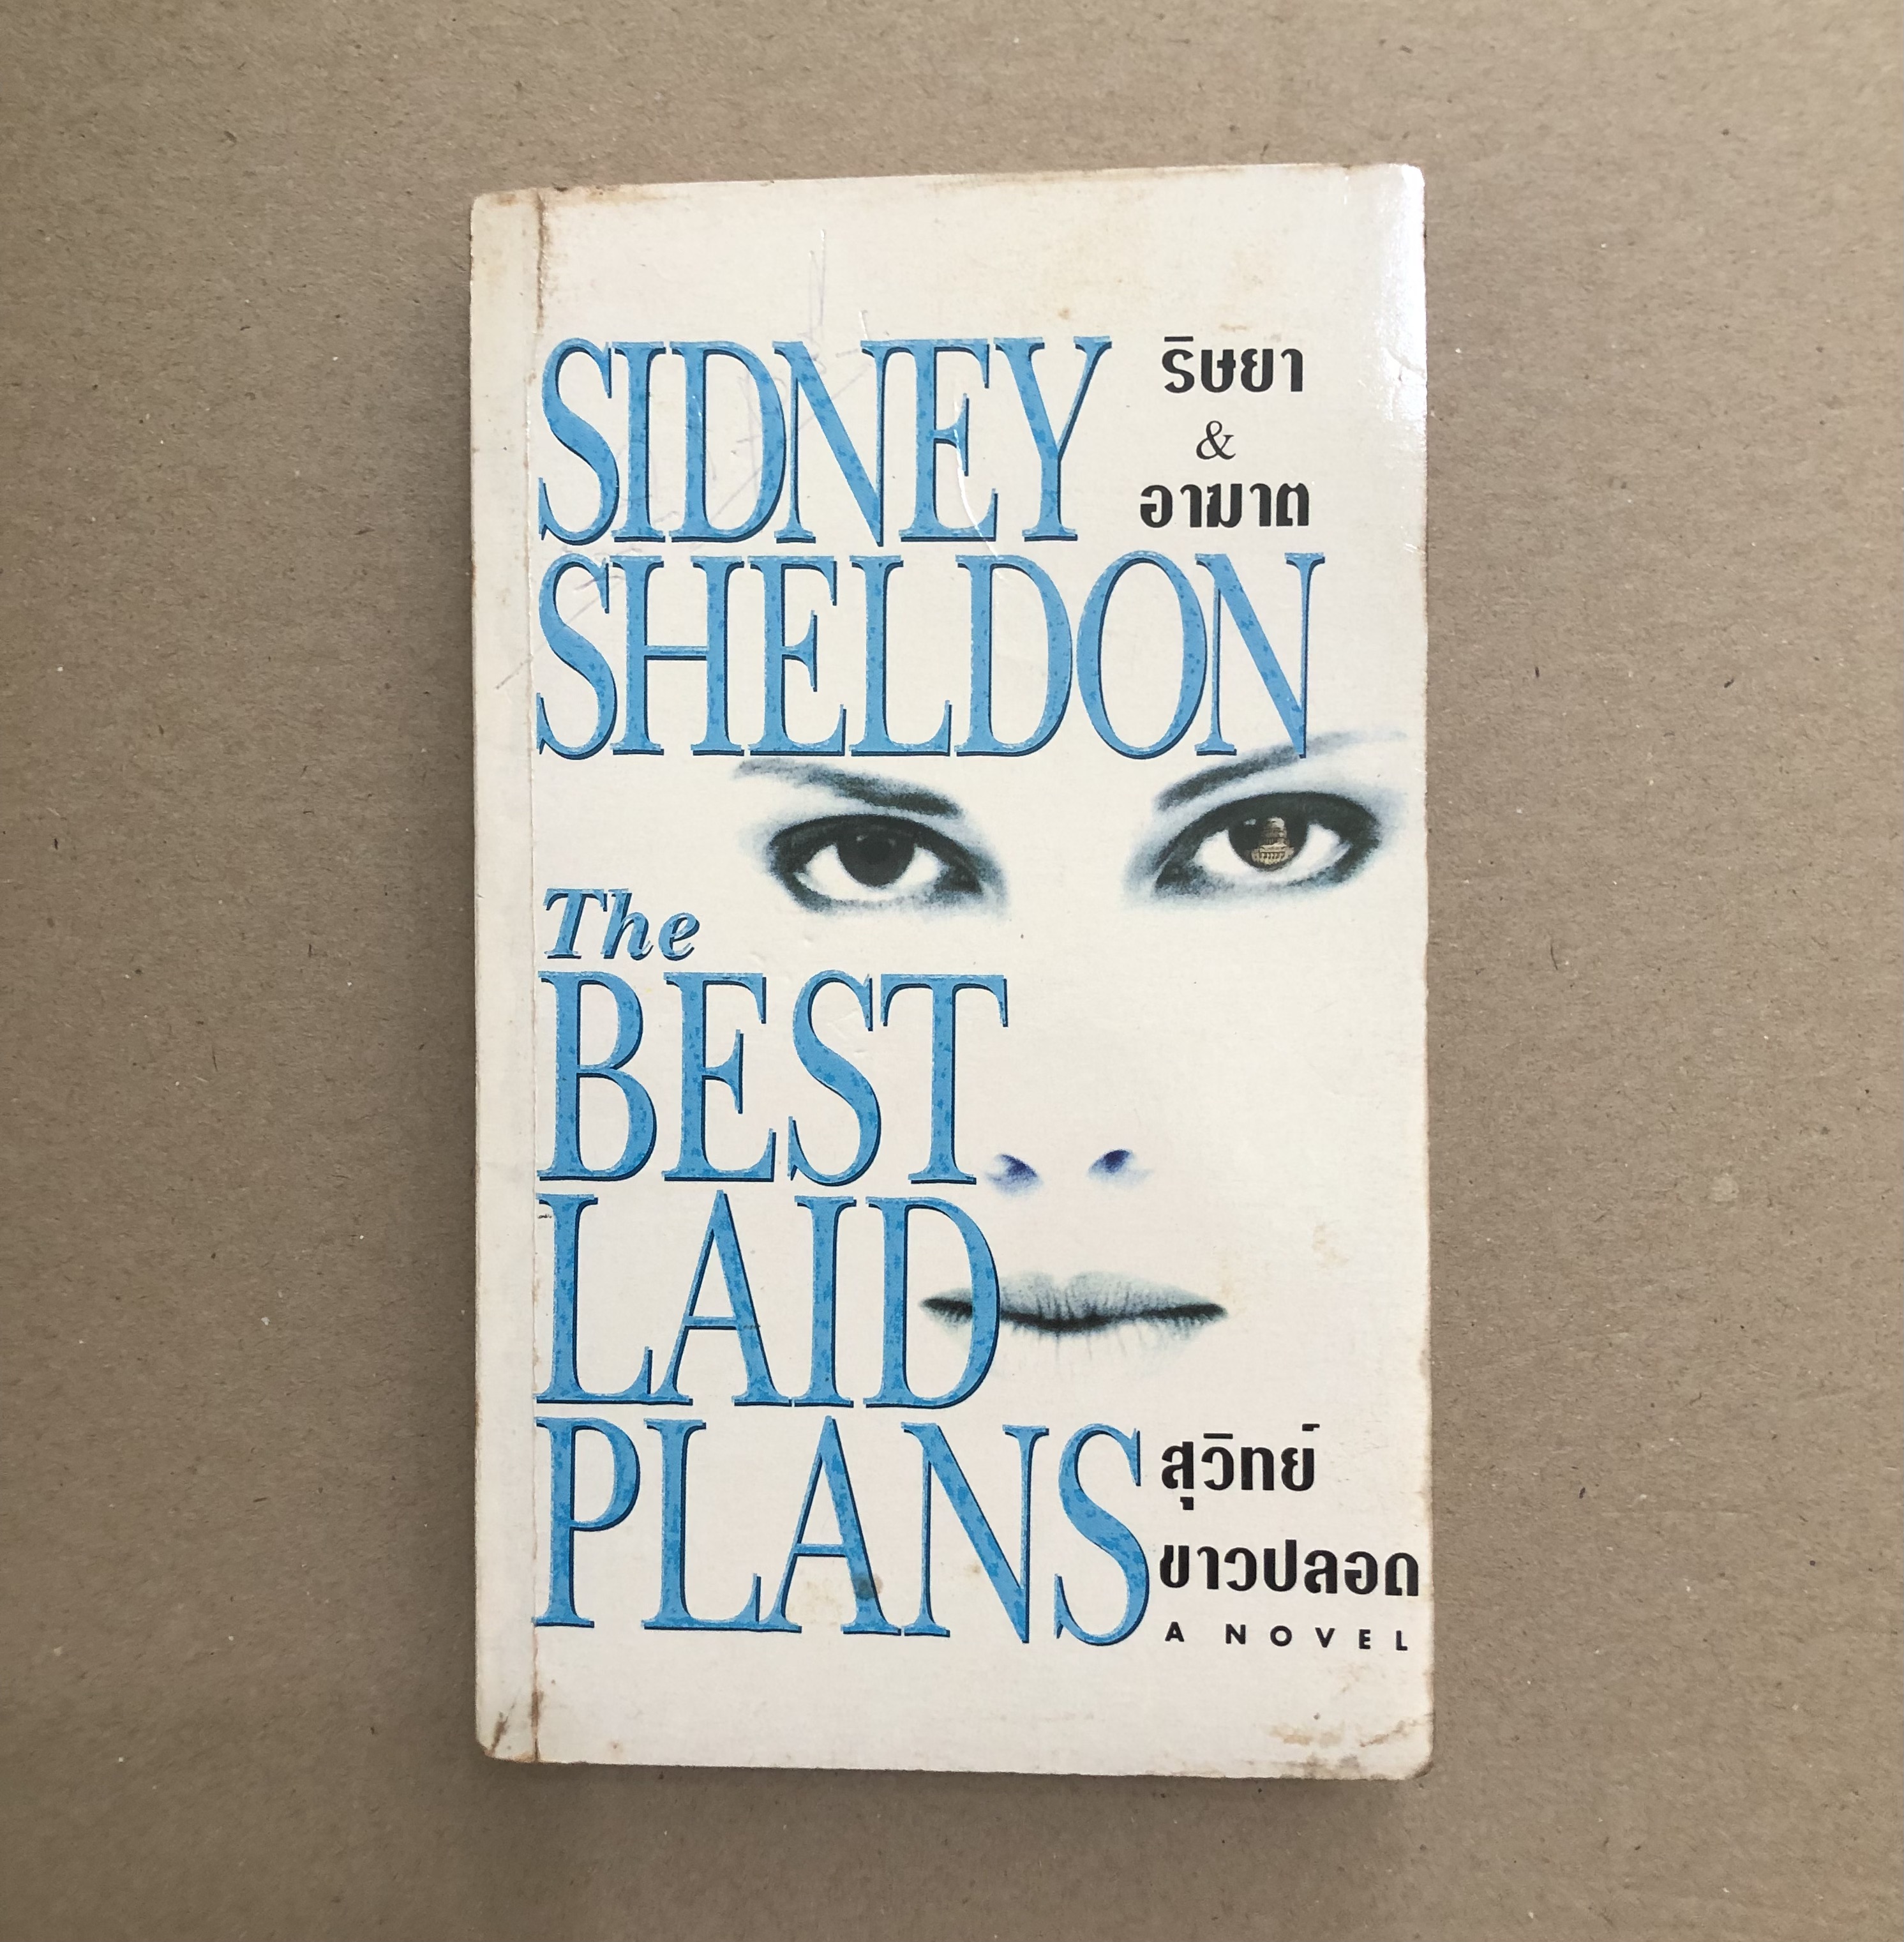 SIDNEY
ริษยา
&
อาฆาต
SHELDON
The
BEST
LAID
PLANS
สุวิทย์
ขาวปลอด
A NOVEL